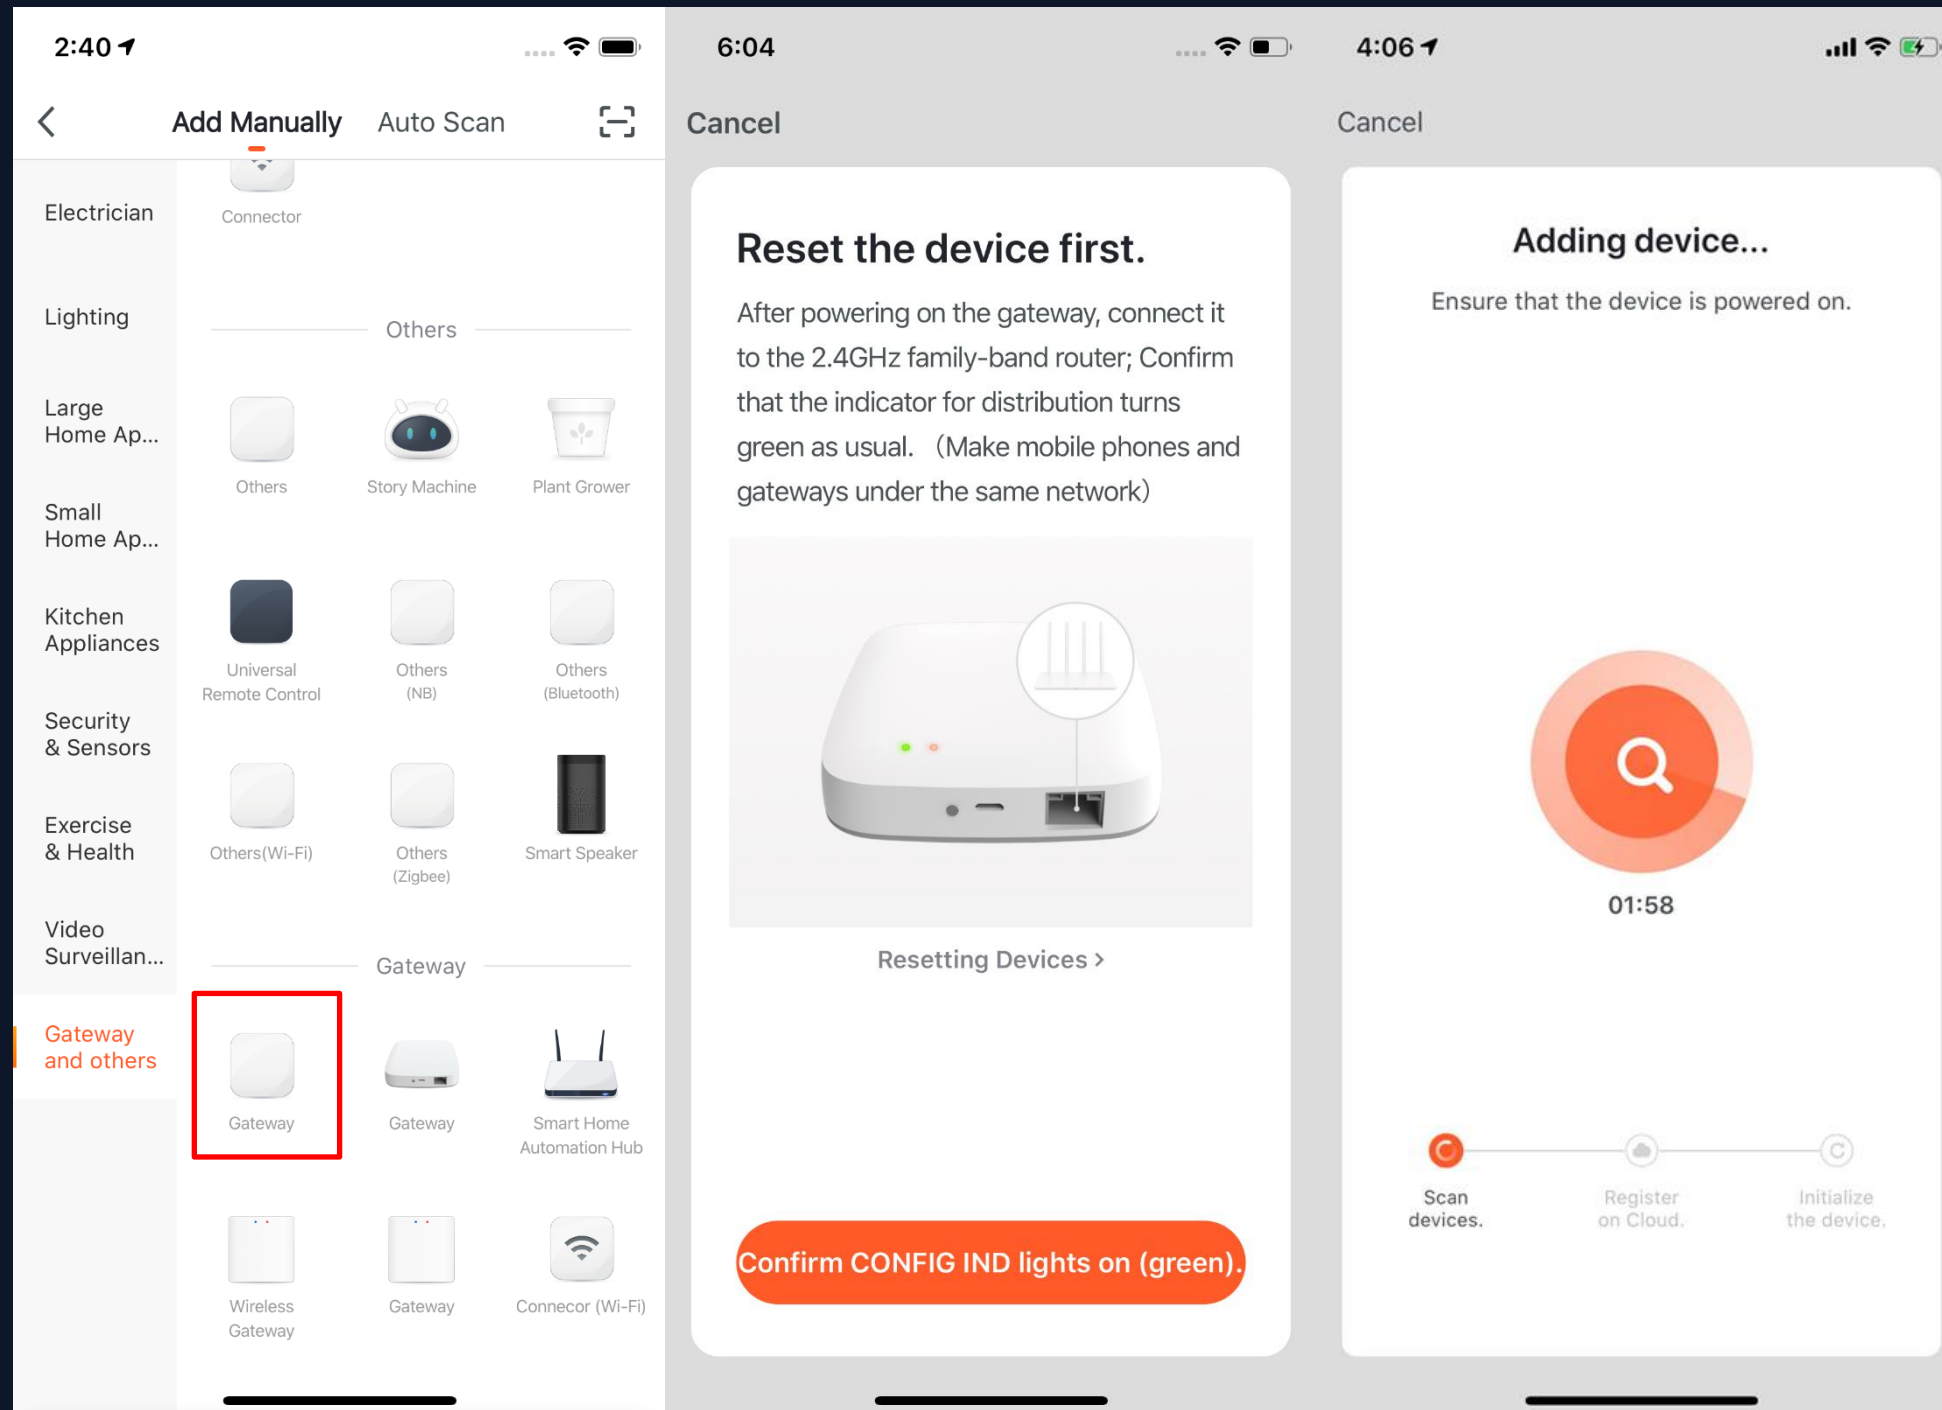 2:40
Add Manually
Auto Scan
Electrician
Lighting
Large
Home Ap...
Small
Home Ap...
Kitchen
Appliances
Security
& Sensors
Exercise
& Health
Video
Surveillan...
Gateway
and others
Connector
Others
Others
Story Machine
Plant Grower
Universal
Remote Control
Others
(NB)
Others
(Bluetooth)
Others(Wi-Fi)
Others
(Zigbee)
Smart Speaker
Gateway
Gateway
Gateway
Smart Home
Automation Hub
Wireless
Gateway
Gateway
Connecor (Wi-Fi)
6:04
Cancel
Reset the device first.
After powering on the gateway, connect it
to the 2.4GHz family-band router; Confirm
that the indicator for distribution turns
green as usual. （Make mobile phones and
gateways under the same network）
Resetting Devices >
Confirm CONFIG IND lights on (green).
4:06
Cancel
Adding device...
Ensure that the device is powered on.
01:58
Scan
devices.
Register
on Cloud.
Initialize
the device.